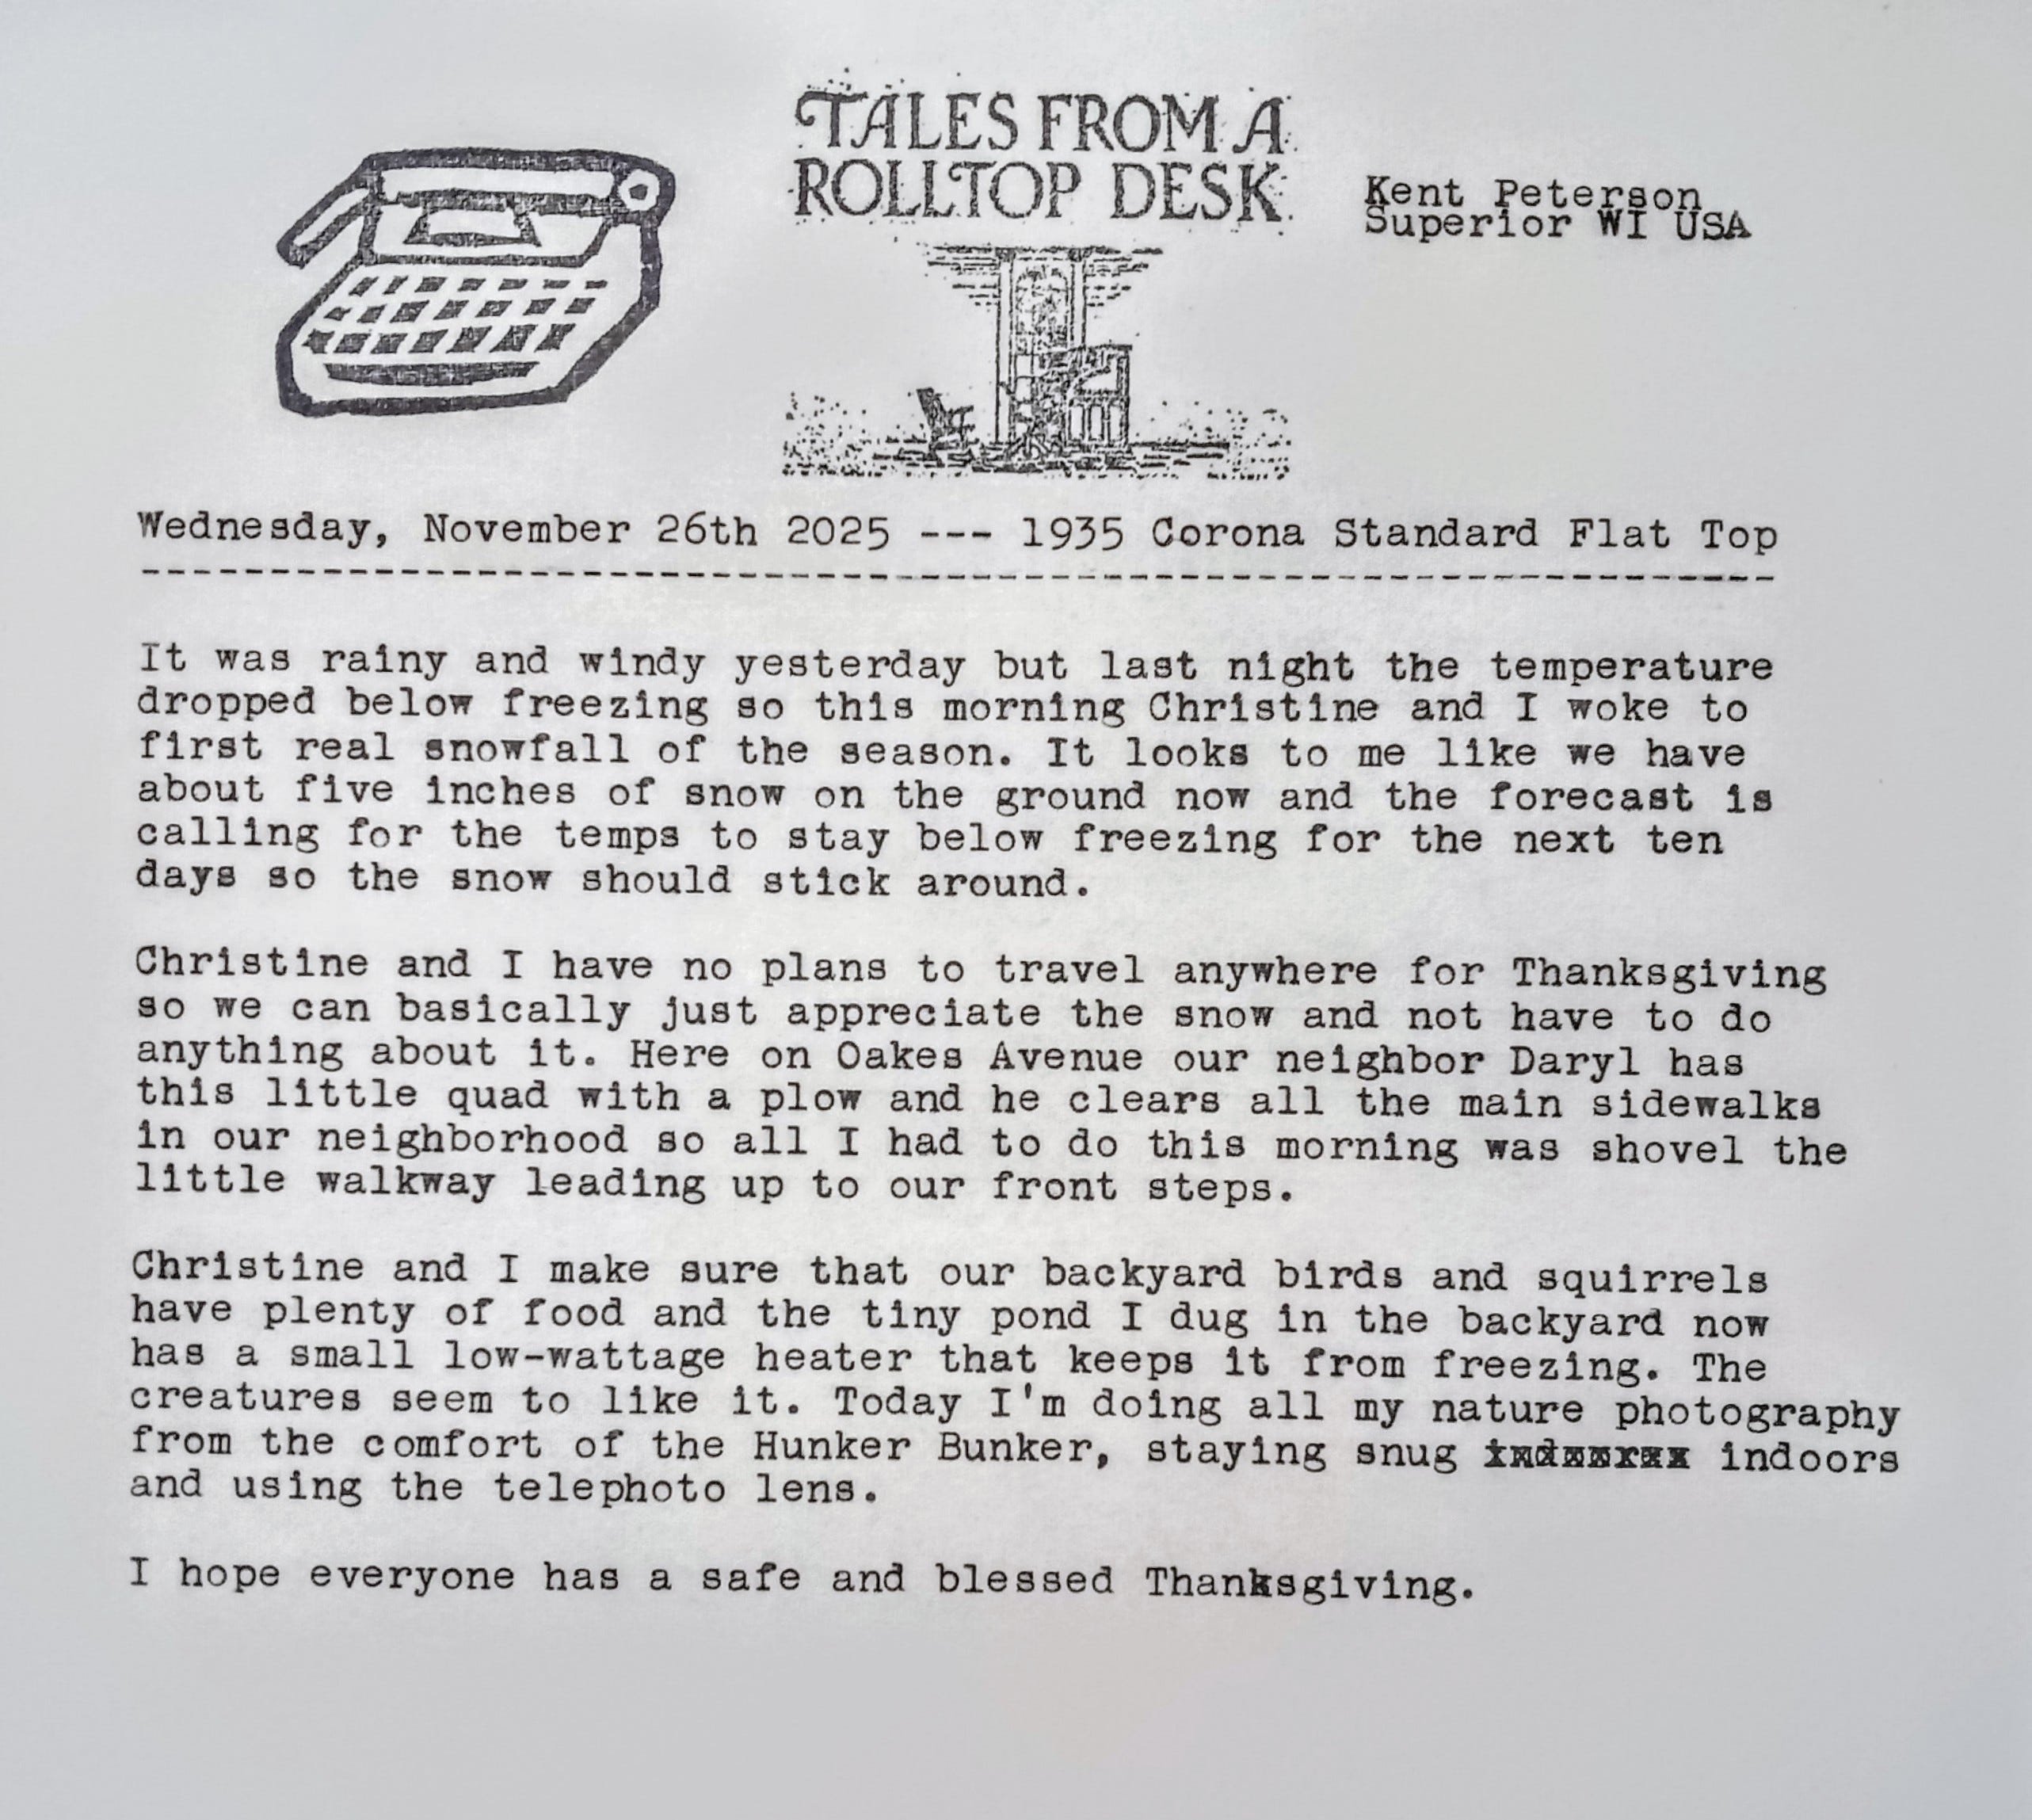 TALES FROM A
ROLLTOP DESK
Kent Peterson
Superior WI USA
Wednesday, November 26th 2025 --- 1935 Corona Standard Flat Top
---------------------------------------------------------------
It was rainy and windy yesterday but last night the temperature
dropped below freezing so this morning Christine and I woke to
first real snowfall of the season. It looks to me like we have
about five inches of snow on the ground now and the forecast is
calling for the temps to stay below freezing for the next ten
days so the snow should stick around.
Christine and I have no plans to travel anywhere for Thanksgiving
so we can basically just appreciate the snow and not have to do
anything about it. Here on Oakes Avenue our neighbor Daryl has
this little quad with a plow and he clears all the main sidewalks
in our neighborhood so all I had to do this morning was shovel the
little walkway leading up to our front steps.
Christine and I make sure that our backyard birds and squirrels
have plenty of food and the tiny pond I dug in the backyard now
has a small low-wattage heater that keeps it from freezing. The
creatures seem to like it. Today I'm doing all my nature photography
from the comfort of the Hunker Bunker, staying snug indoors
and using the telephoto lens.
I hope everyone has a safe and blessed Thanksgiving.